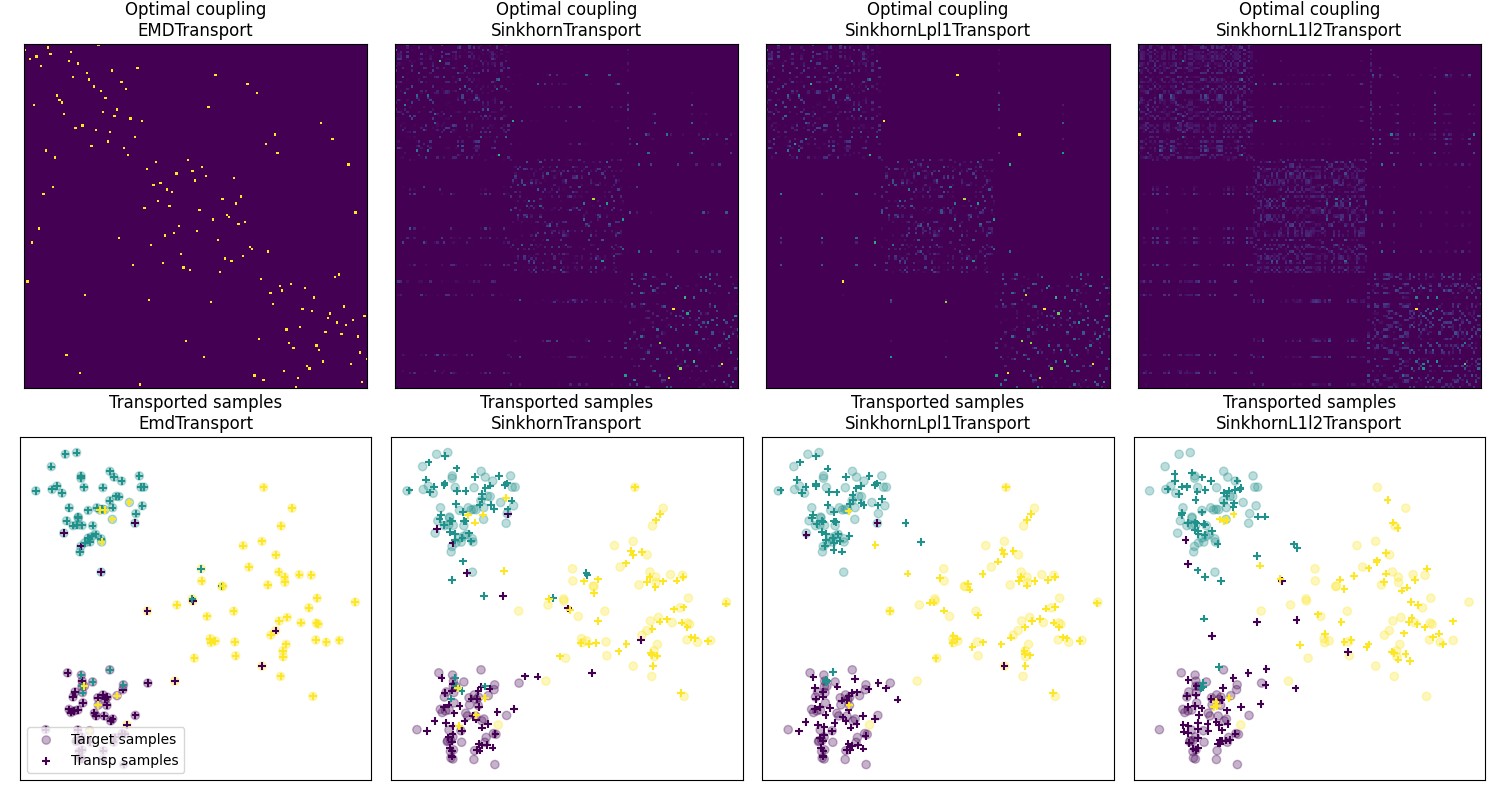 Optimal coupling
EMDTransport
Optimal coupling
SinkhornTransport
Optimal coupling
SinkhornLpl1Transport
Optimal coupling
SinkhornL1l2Transport
Transported samples
EmdTransport
Transported samples
SinkhornTransport
Transported samples
SinkhornLpl1Transport
Transported samples
SinkhornL1l2Transport
Target samples
Transp samples